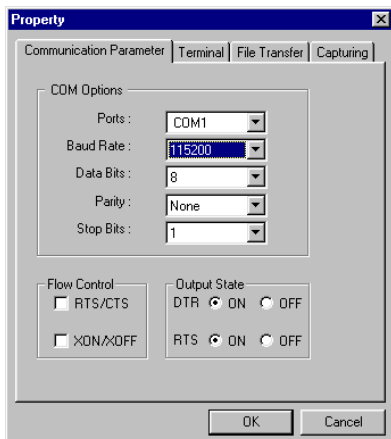 Property
Communication Parameter Terminal File Transfer Capturing
COM Options
Ports : COM1
Baud Rate : 115200
Data Bits : 8
Parity : None
Stop Bits : 1
Flow Control Output State
RTS/CTS DTR ON OFF
XON/XOFF RTS ON OFF
OK Cancel